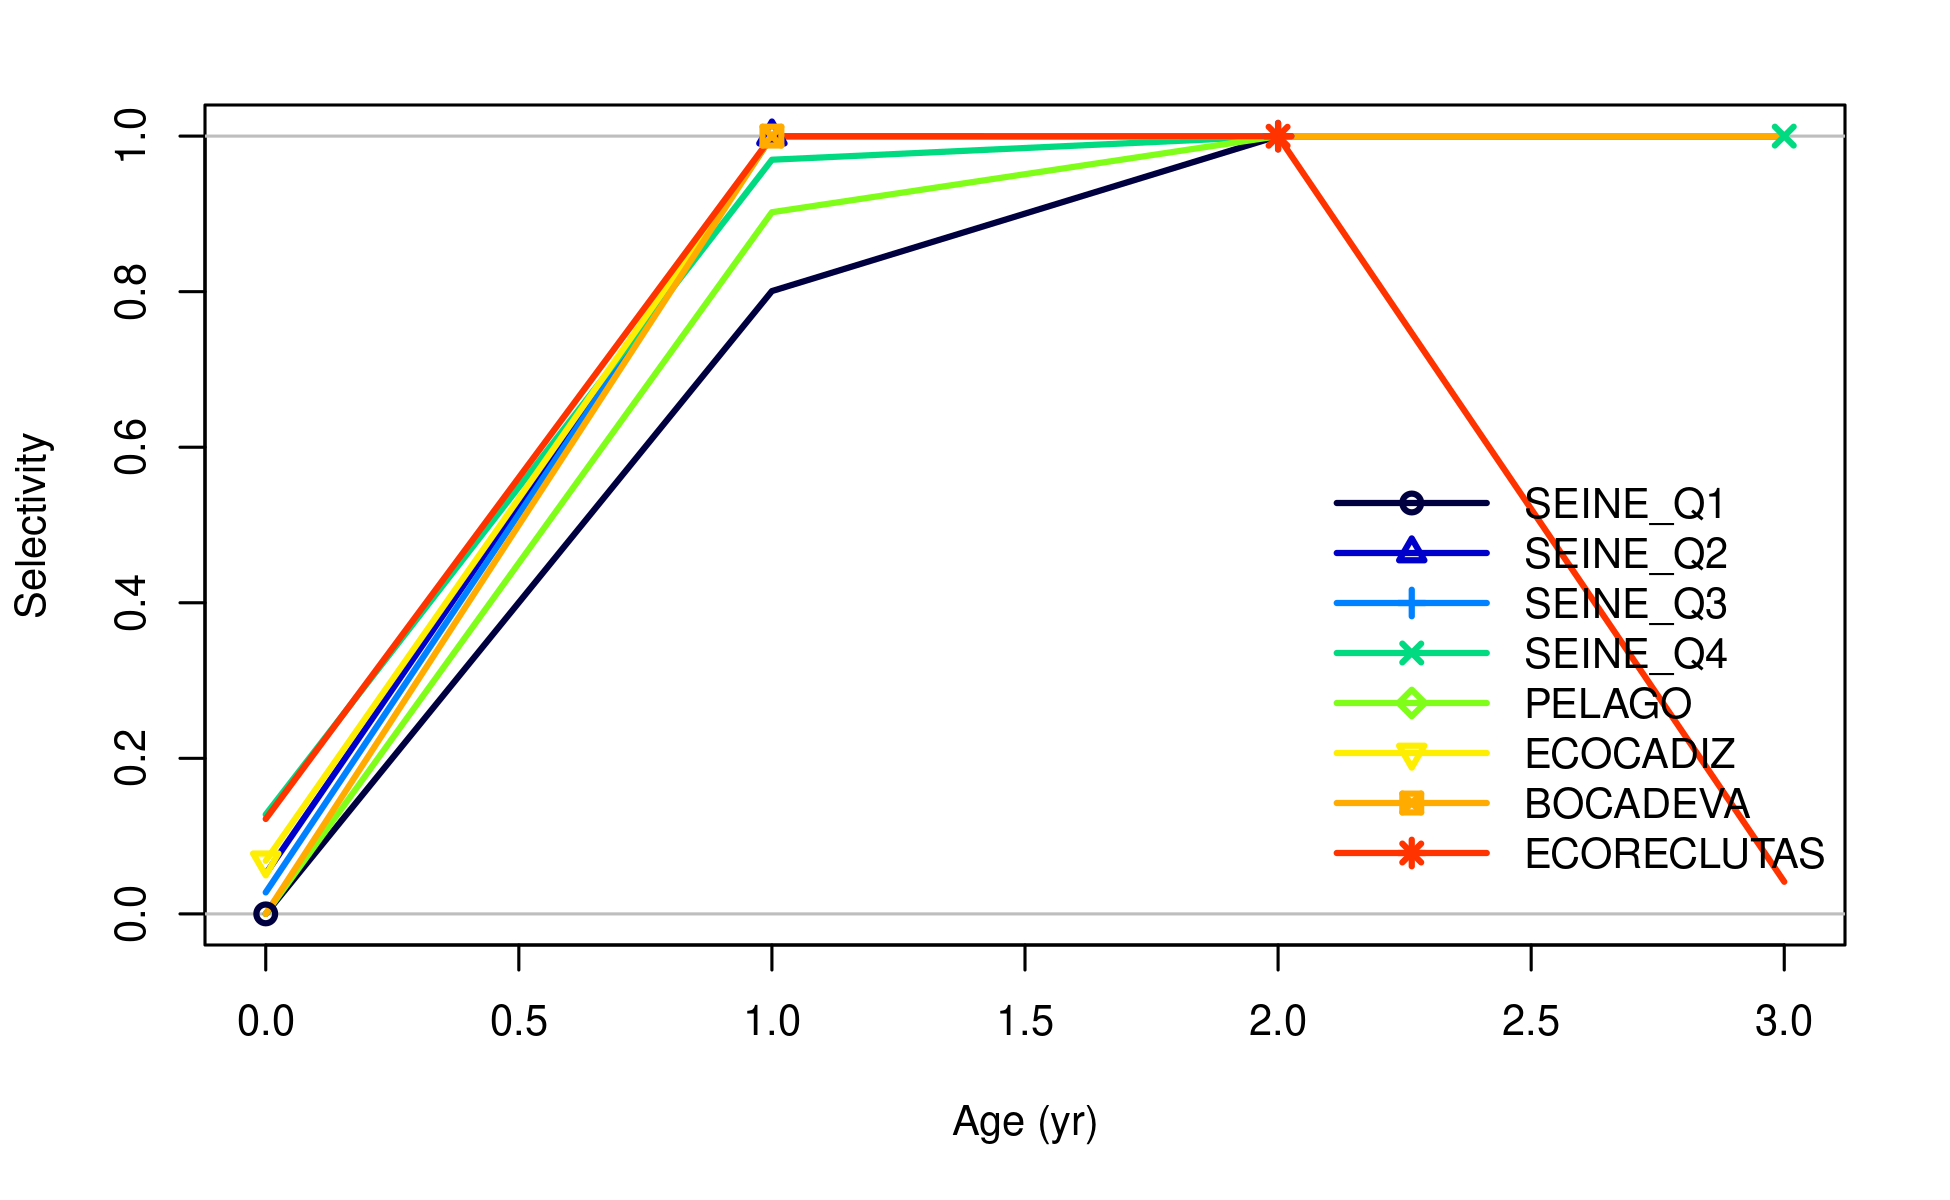 Selectivity
1.0
0.8
0.6
0.4
0.2
0.0
SEINE_Q1
SEINE_Q2
SEINE_Q3
SEINE_Q4
PELAGO
ECOCADIZ
BOCADEVA
ECORECLUTAS
0.0 0.5 1.0 1.5 2.0 2.5 3.0
Age (yr)